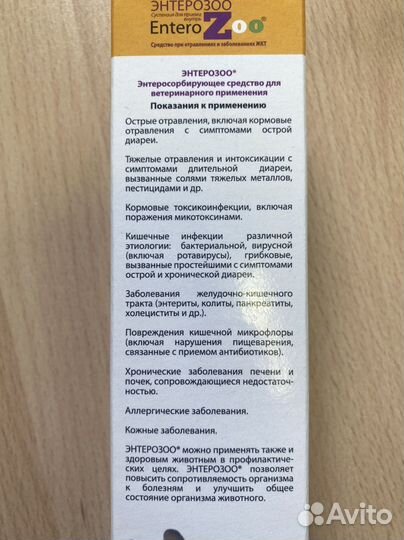 ЭНТЕРОЗОО
Суспензия для приема
внутрь
Entero Zoo®
Средство при отравлениях и заболеваниях ЖКТ
ЭНТЕРОЗОО®
Энтеросорбирующее средство для
ветеринарного применения
Показания к применению
Острые отравления, включая кормовые
отравления с симптомами острой
диареи.
Тяжелые отравления и интоксикации с
симптомами длительной диареи,
вызванные солями тяжелых металлов,
пестицидами и др.
Кормовые токсикоинфекции, включая
поражения микотоксинами.
Кишечные инфекции различной
этиологии: бактериальной, вирусной
(включая ротавирусы), грибковые,
вызванные простейшими с симптомами
острой и хронической диареи.
Заболевания желудочно-кишечного
тракта (энтериты, колиты, панкреатиты,
холециститы и др.).
Повреждения кишечной микрофлоры
(включая нарушения пищеварения,
связанные с приемом антибиотиков).
Хронические заболевания печени и
почек, сопровождающиеся недостаточ-
ностью.
Аллергические заболевания.
Кожные заболевания.
ЭНТЕРОЗОО® можно применять также и
здоровым животным в профилактичес-
ких целях. ЭНТЕРОЗОО® позволяет
повысить сопротивляемость организма
к болезням и улучшить общее
состояние организма животного.
Avito